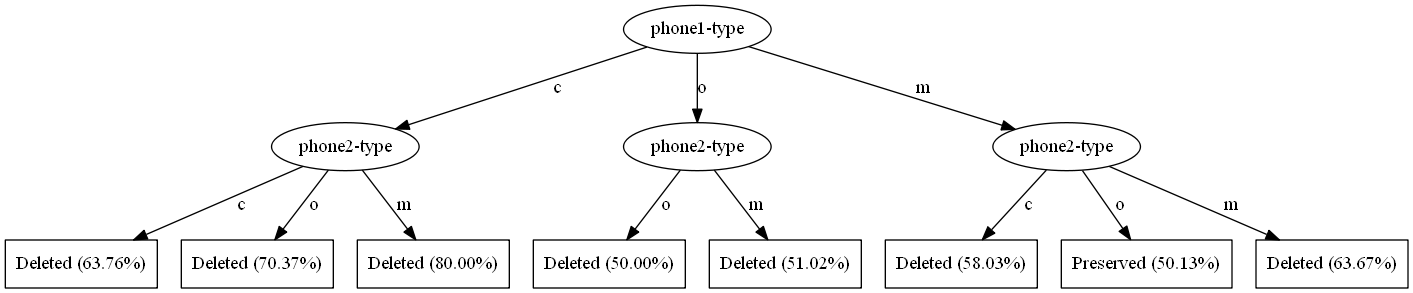 phone1-type
c
o
m
phone2-type
phone2-type
phone2-type
c
o
m
o
m
c
o
m
Deleted (63.76%)
Deleted (70.37%)
Deleted (80.00%)
Deleted (50.00%)
Deleted (51.02%)
Deleted (58.03%)
Preserved (50.13%)
Deleted (63.67%)